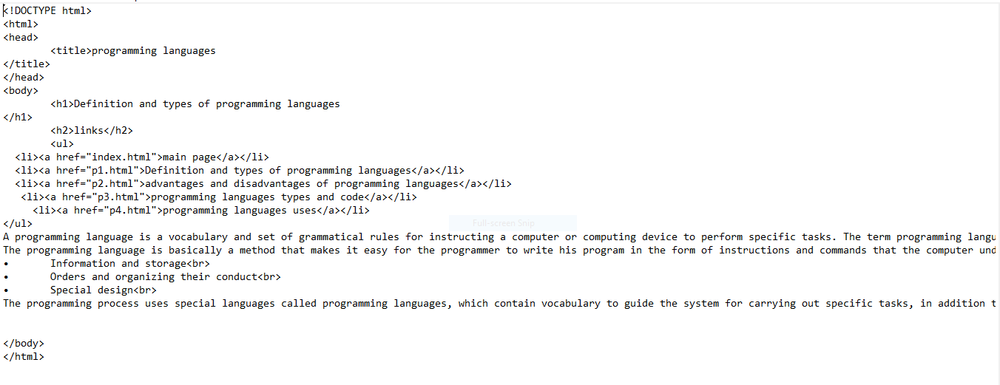 <!DOCTYPE html>
<html>
<head>
<title>programming languages
</title>
</head>
<body>
<h1>Definition and types of programming languages
</h1>
<h2>links</h2>
<ul>
<li><a href="index.html">main page</a></li>
<li><a href="p1.html">Definition and types of programming languages</a></li>
<li><a href="p2.html">advantages and disadvantages of programming languages</a></li>
<li><a href="p3.html">programming languages types and code</a></li>
<li><a href="p4.html">programming languages uses</a></li>
Full-screen Snip
</ul>
A programming language is a vocabulary and set of grammatical rules for instructing a computer or computing device to perform specific tasks. The term programming langu
The programming language is basically a method that makes it easy for the programmer to write his program in the form of instructions and commands that the computer und
• Information and storage<br>
• Orders and organizing their conduct<br>
• Special design<br>
The programming process uses special languages called programming languages, which contain vocabulary to guide the system for carrying out specific tasks, in addition t
</body>
</html>